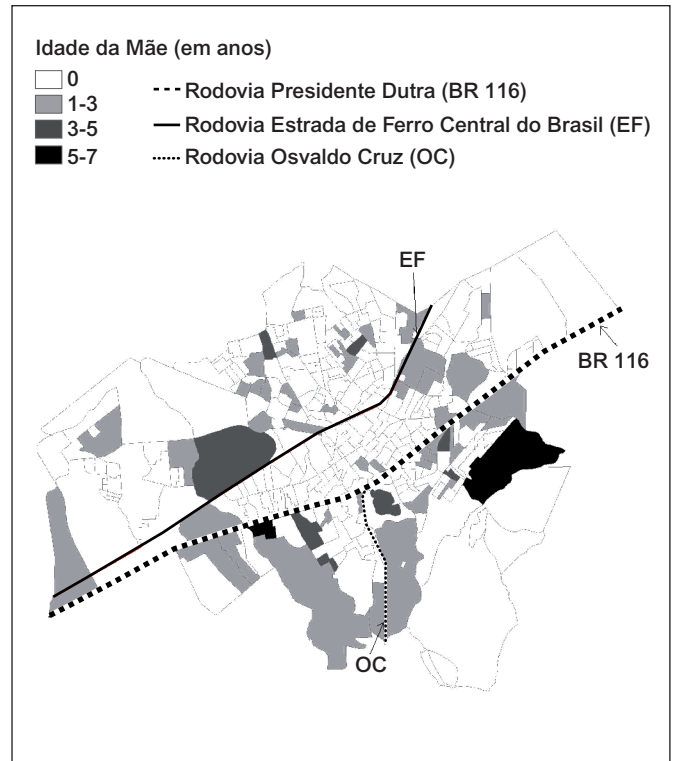 Idade da Mãe (em anos)
0
1-3
3-5
5-7
Rodovia Presidente Dutra (BR 116)
Rodovia Estrada de Ferro Central do Brasil (EF)
Rodovia Osvaldo Cruz (OC)
EF
BR 116
OC